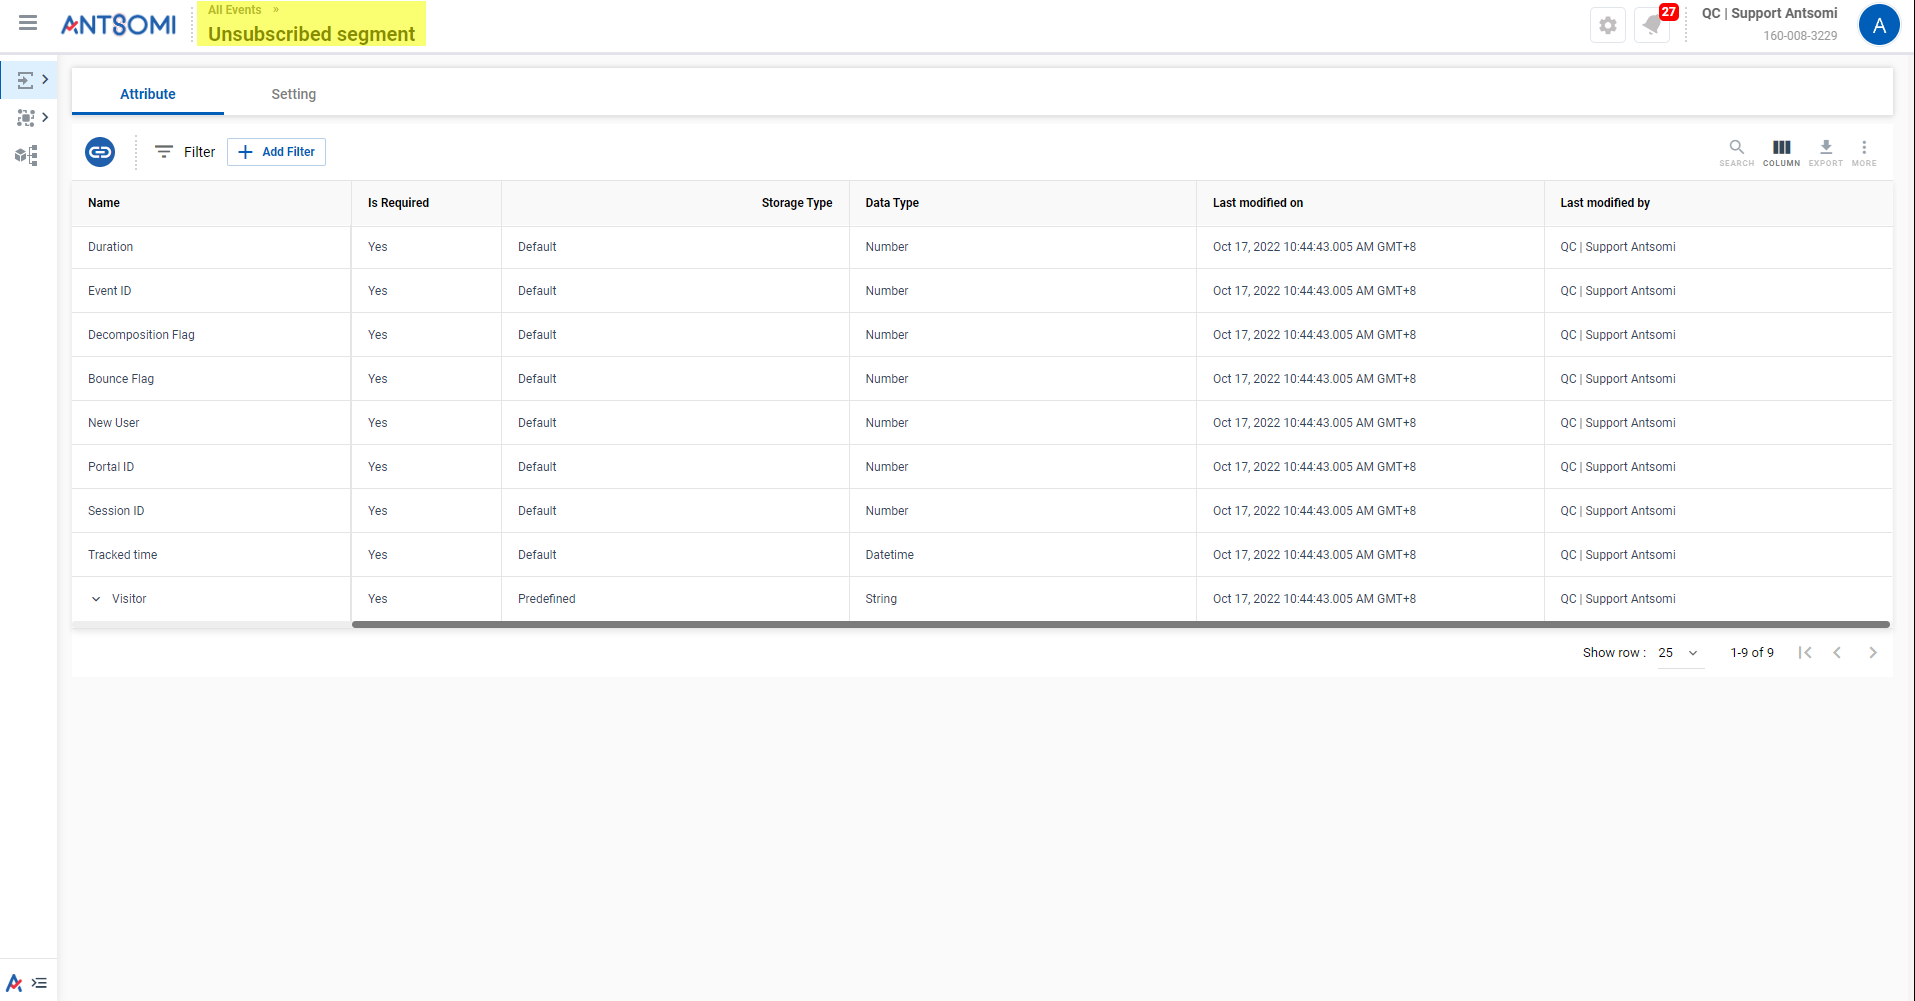 ANTSOMI
All Events »
Unsubscribed segment
27
QC | Support Antsomi
160-008-3229
A
Attribute
Setting
Filter
Add Filter
SEARCH
COLUMN
EXPORT
MORE
Name Is Required Storage Type Data Type Last modified on Last modified by
Duration Yes Default Number Oct 17, 2022 10:44:43.005 AM GMT+8 QC | Support Antsomi
Event ID Yes Default Number Oct 17, 2022 10:44:43.005 AM GMT+8 QC | Support Antsomi
Decomposition Flag Yes Default Number Oct 17, 2022 10:44:43.005 AM GMT+8 QC | Support Antsomi
Bounce Flag Yes Default Number Oct 17, 2022 10:44:43.005 AM GMT+8 QC | Support Antsomi
New User Yes Default Number Oct 17, 2022 10:44:43.005 AM GMT+8 QC | Support Antsomi
Portal ID Yes Default Number Oct 17, 2022 10:44:43.005 AM GMT+8 QC | Support Antsomi
Session ID Yes Default Number Oct 17, 2022 10:44:43.005 AM GMT+8 QC | Support Antsomi
Tracked time Yes Default Datetime Oct 17, 2022 10:44:43.005 AM GMT+8 QC | Support Antsomi
Visitor Yes Predefined String Oct 17, 2022 10:44:43.005 AM GMT+8 QC | Support Antsomi
Show row : 25 1-9 of 9